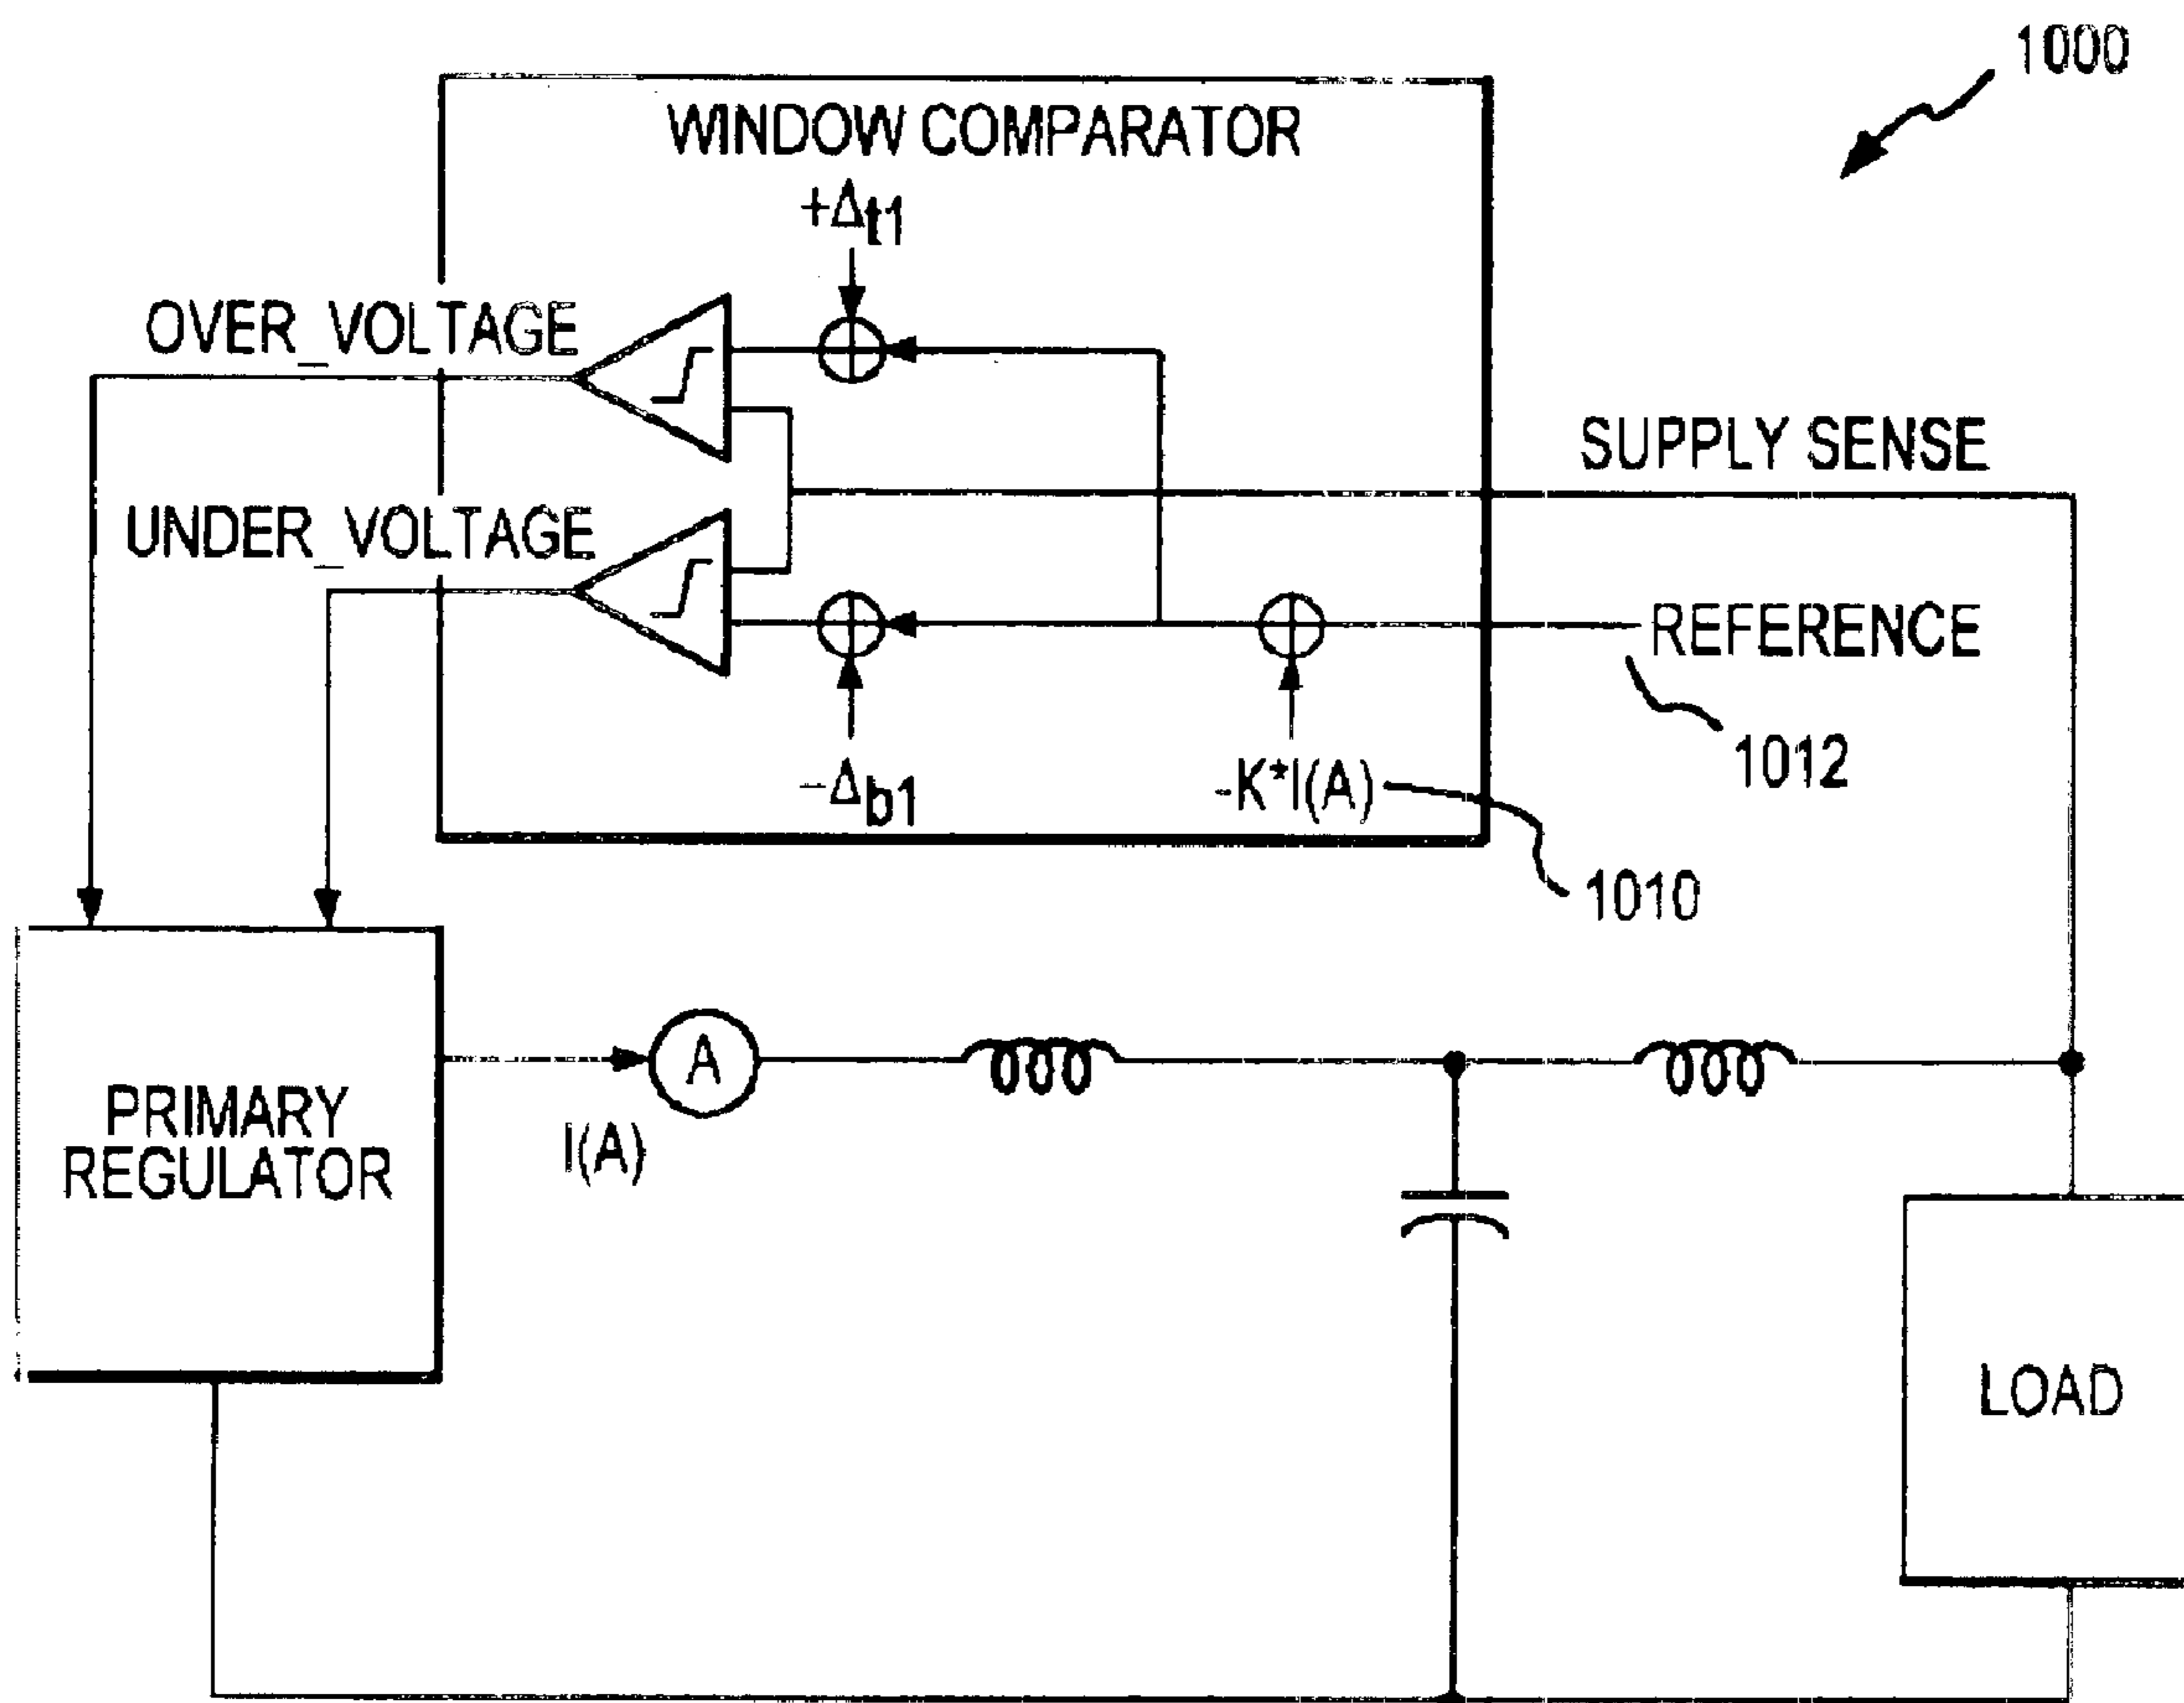 1000
WINDOW COMPARATOR
+Δt1
OVER_VOLTAGE
SUPPLY SENSE
UNDER_VOLTAGE
REFERENCE
1012
-Δb1
-K*I(A)
1010
A
I(A)
PRIMARY
REGULATOR
LOAD